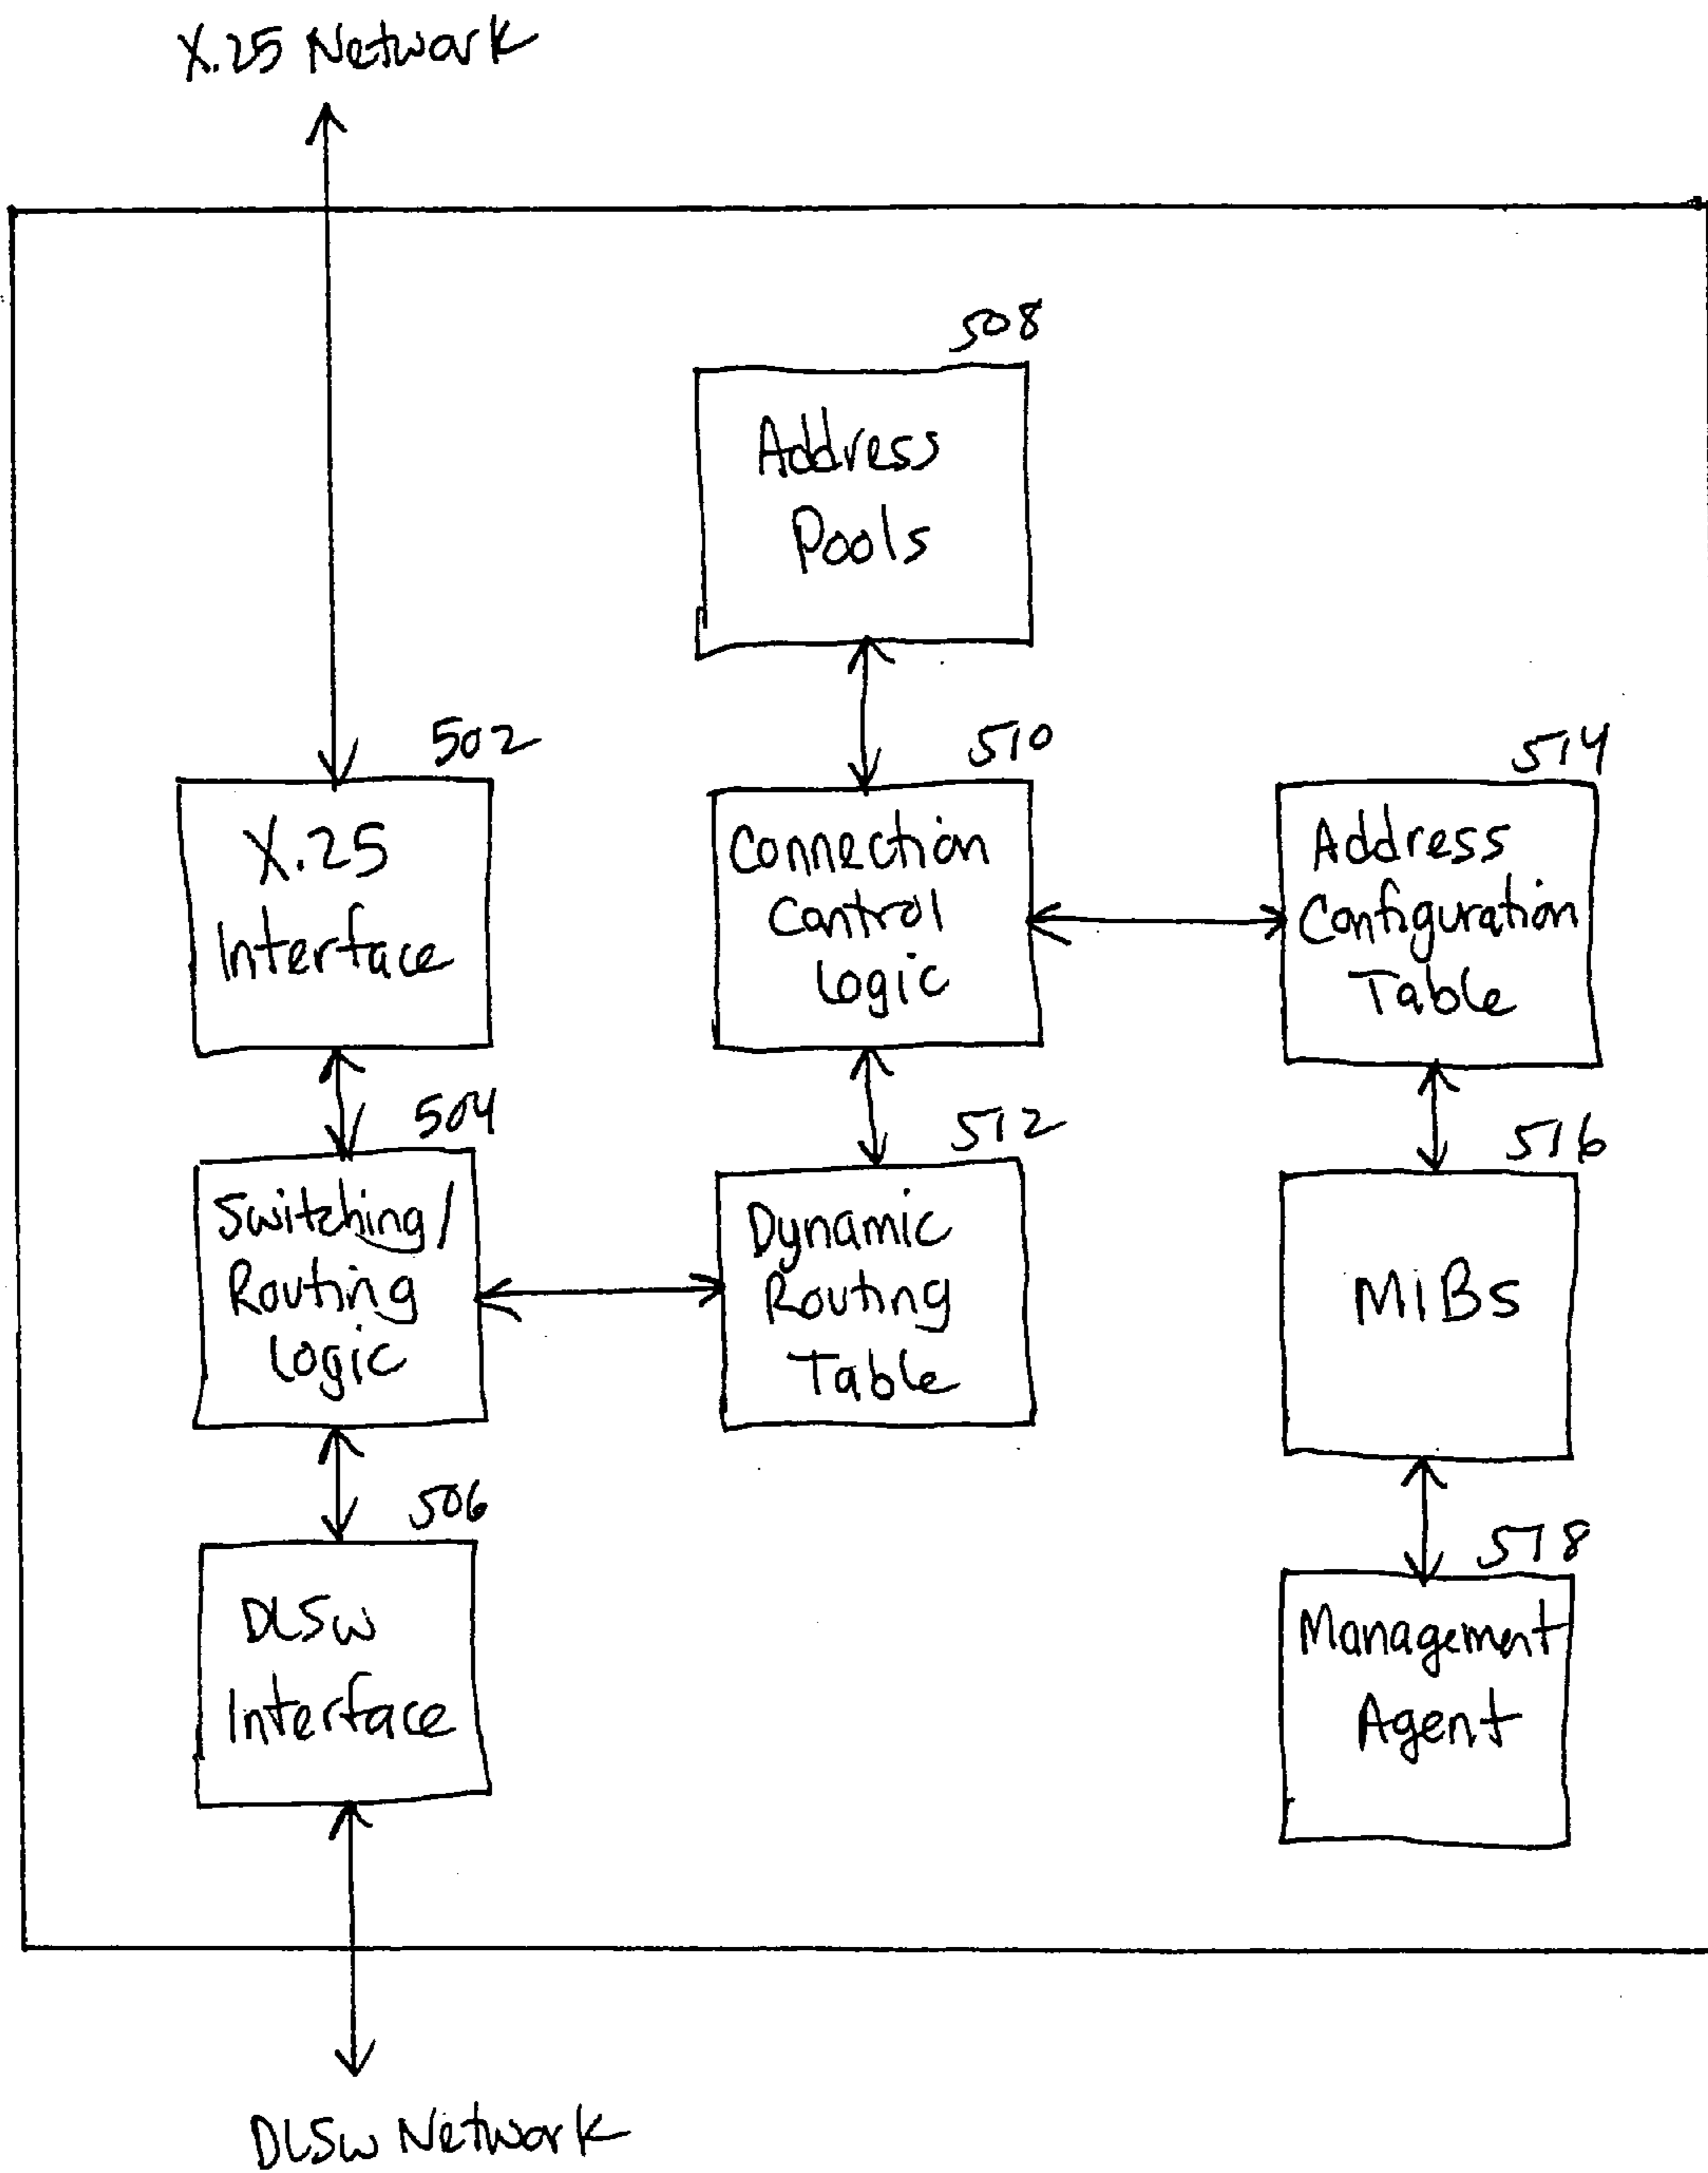 X.25 Network
508
Address
Pools
502
X.25
Interface
510
Connection
Control
Logic
514
Address
Configuration
Table
504
Switching/
Routing
Logic
512
Dynamic
Routing
Table
516
MIBs
506
DLSw
Interface
518
Management
Agent
DLSw Network